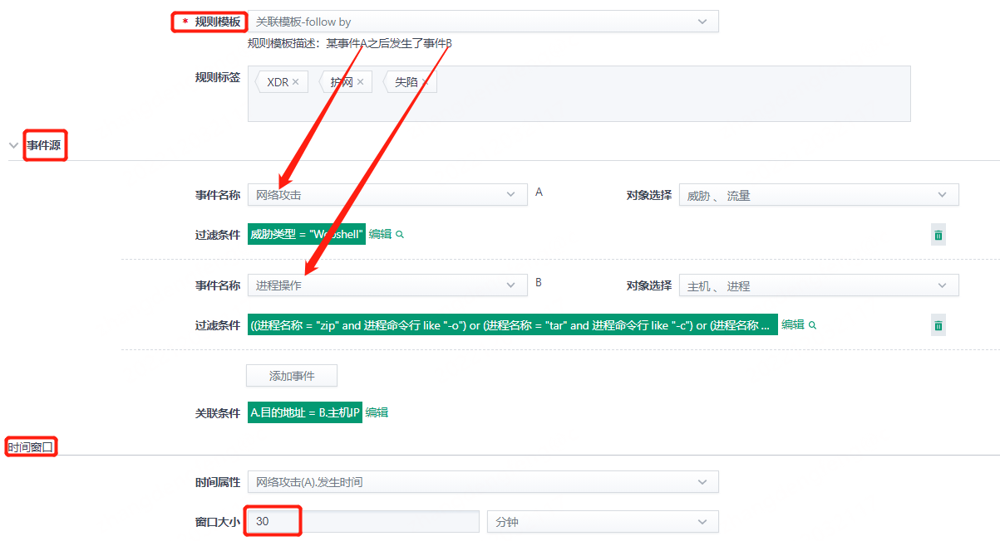 * 规则模板 关联模板-follow by
规则模板描述：某事件A之后发生了事件B
规则标签 XDR × 护网 × 失陷 ×
事件源
事件名称 网络攻击 A 对象选择 威胁 、 流量
过滤条件 威胁类型 = "Webshell" 编辑
事件名称 进程操作 B 对象选择 主机 、 进程
过滤条件 ((进程名称 = "zip" and 进程命令行 like "-o") or (进程名称 = "tar" and 进程命令行 like "-c") or (进程名称 ... 编辑
添加事件
关联条件 A.目的地址 = B.主机IP 编辑
时间窗口
时间属性 网络攻击(A).发生时间
窗口大小 30 分钟